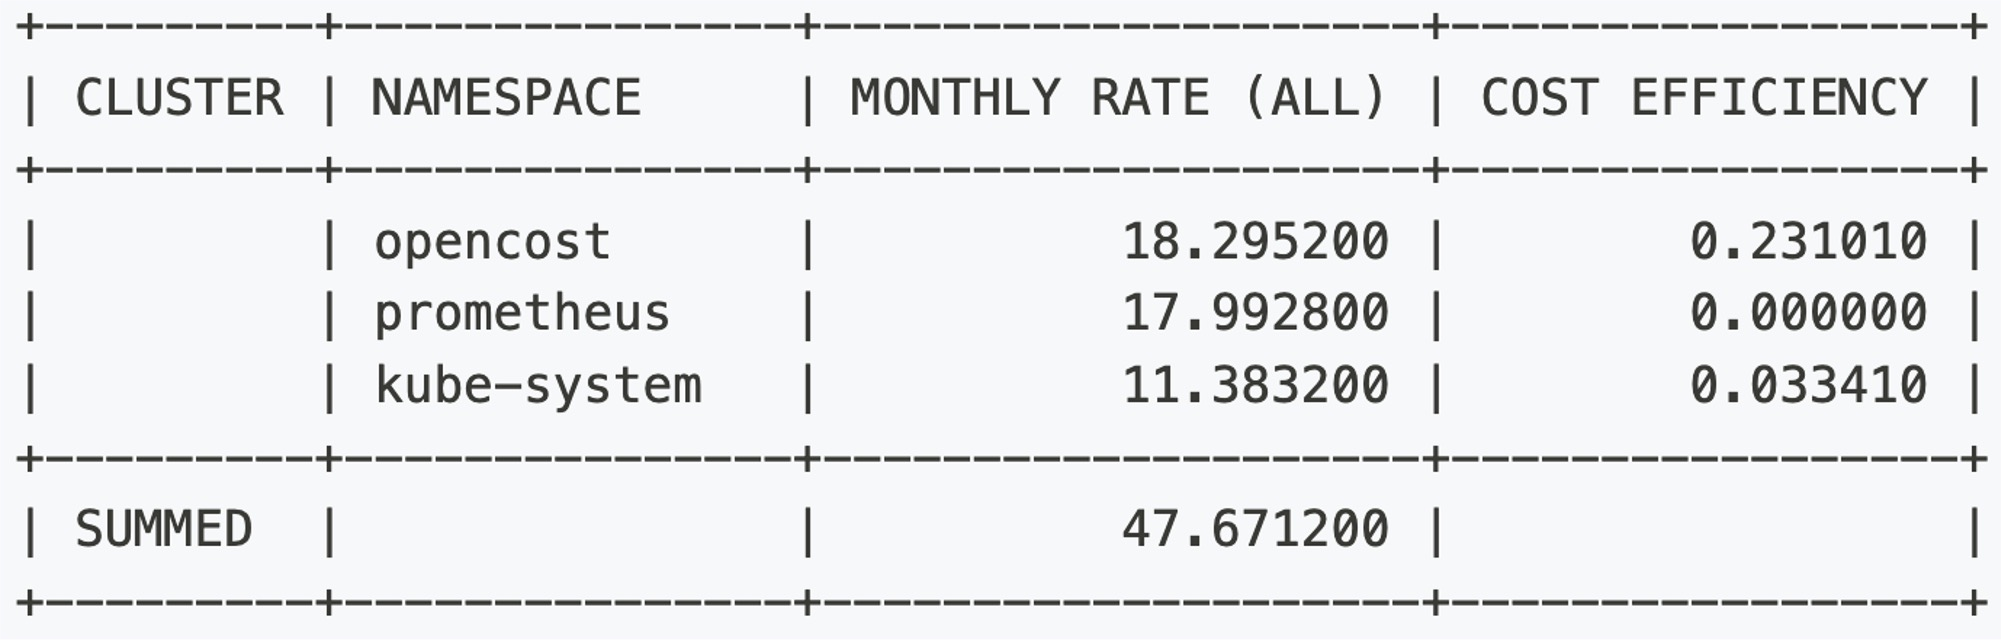 +---------+---------------+--------------------+-----------------+
| CLUSTER | NAMESPACE     | MONTHLY RATE (ALL) | COST EFFICIENCY |
+---------+---------------+--------------------+-----------------+
|         | opencost      |          18.295200 |        0.231010 |
|         | prometheus    |          17.992800 |        0.000000 |
|         | kube-system   |          11.383200 |        0.033410 |
+---------+---------------+--------------------+-----------------+
| SUMMED  |               |          47.671200 |                 |
+---------+---------------+--------------------+-----------------+